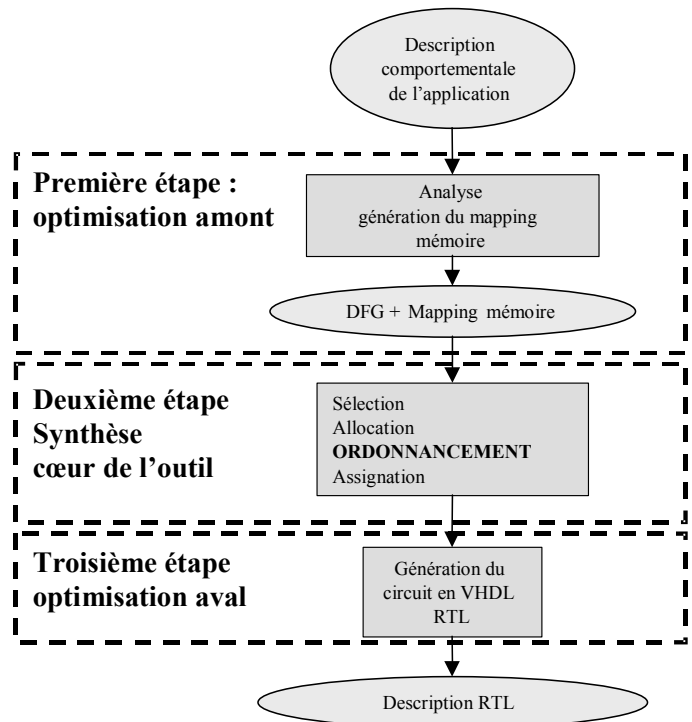 Description
comportementale
de l'application
Première étape :
optimisation amont
Analyse
génération du mapping
mémoire
DFG + Mapping mémoire
Deuxième étape
Synthèse
cœur de l'outil
Sélection
Allocation
ORDONNANCEMENT
Assignation
Troisième étape
optimisation aval
Génération du
circuit en VHDL
RTL
Description RTL